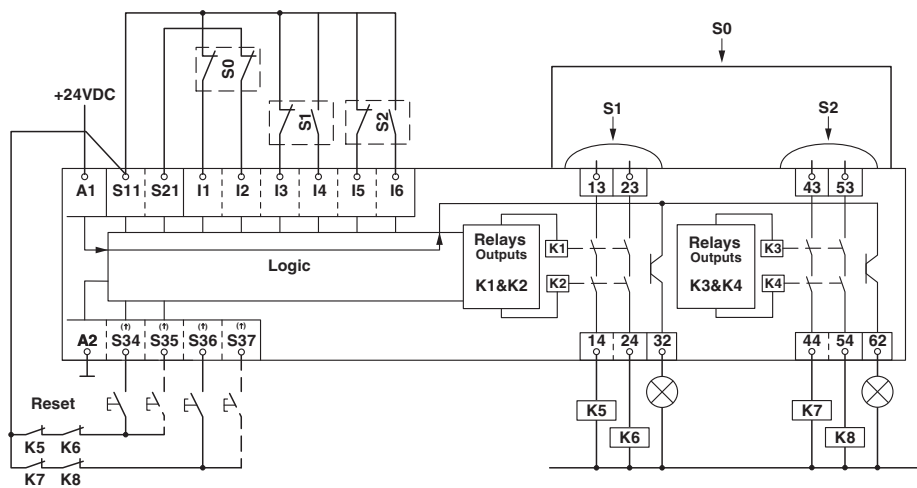 S0
+24VDC
S0
S1
S2
S1
S2
A1 S11 S21 I1 I2 I3 I4 I5 I6
13 23
43 53
Logic
Relays
Outputs
K1&K2
K1
K2
Relays
Outputs
K3&K4
K3
K4
(↑) (↑) (↑) (↑)
A2 S34 S35 S36 S37
14 24 32
44 54 62
Reset
K5 K6
K7 K8
K5
K6
K7
K8